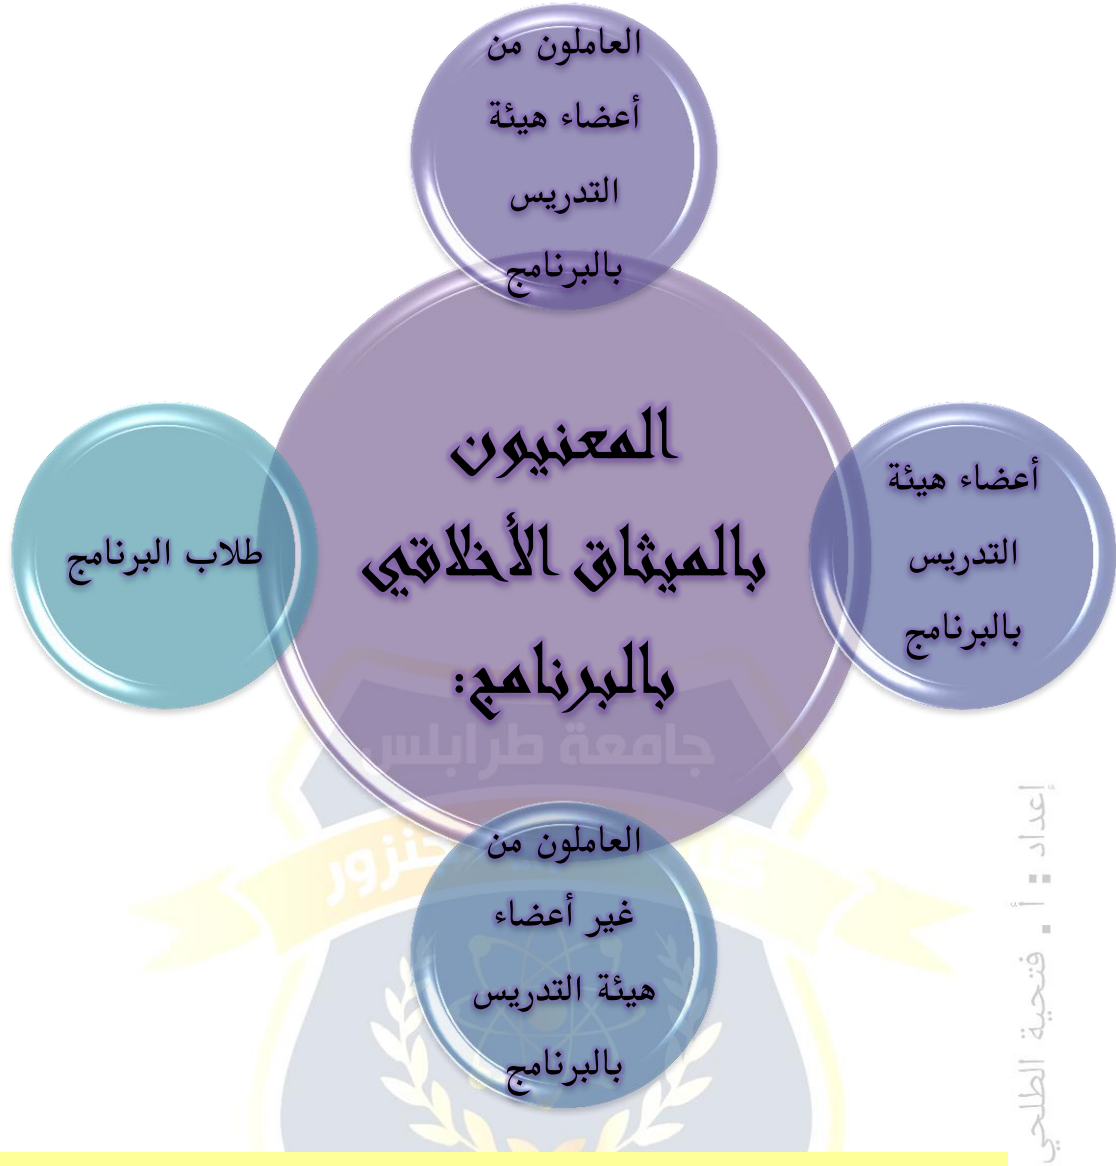 العاملون من
أعضاء هيئة
التدريس
بالبرنامج
المعنيون
بالميثاق الأخلاقي
بالبرنامج:
أعضاء هيئة
التدريس
بالبرنامج
طلاب البرنامج
العاملون من
غير أعضاء
هيئة التدريس
بالبرنامج
جامعة طرابلس
إعداد : أ . فتحية الطلحي